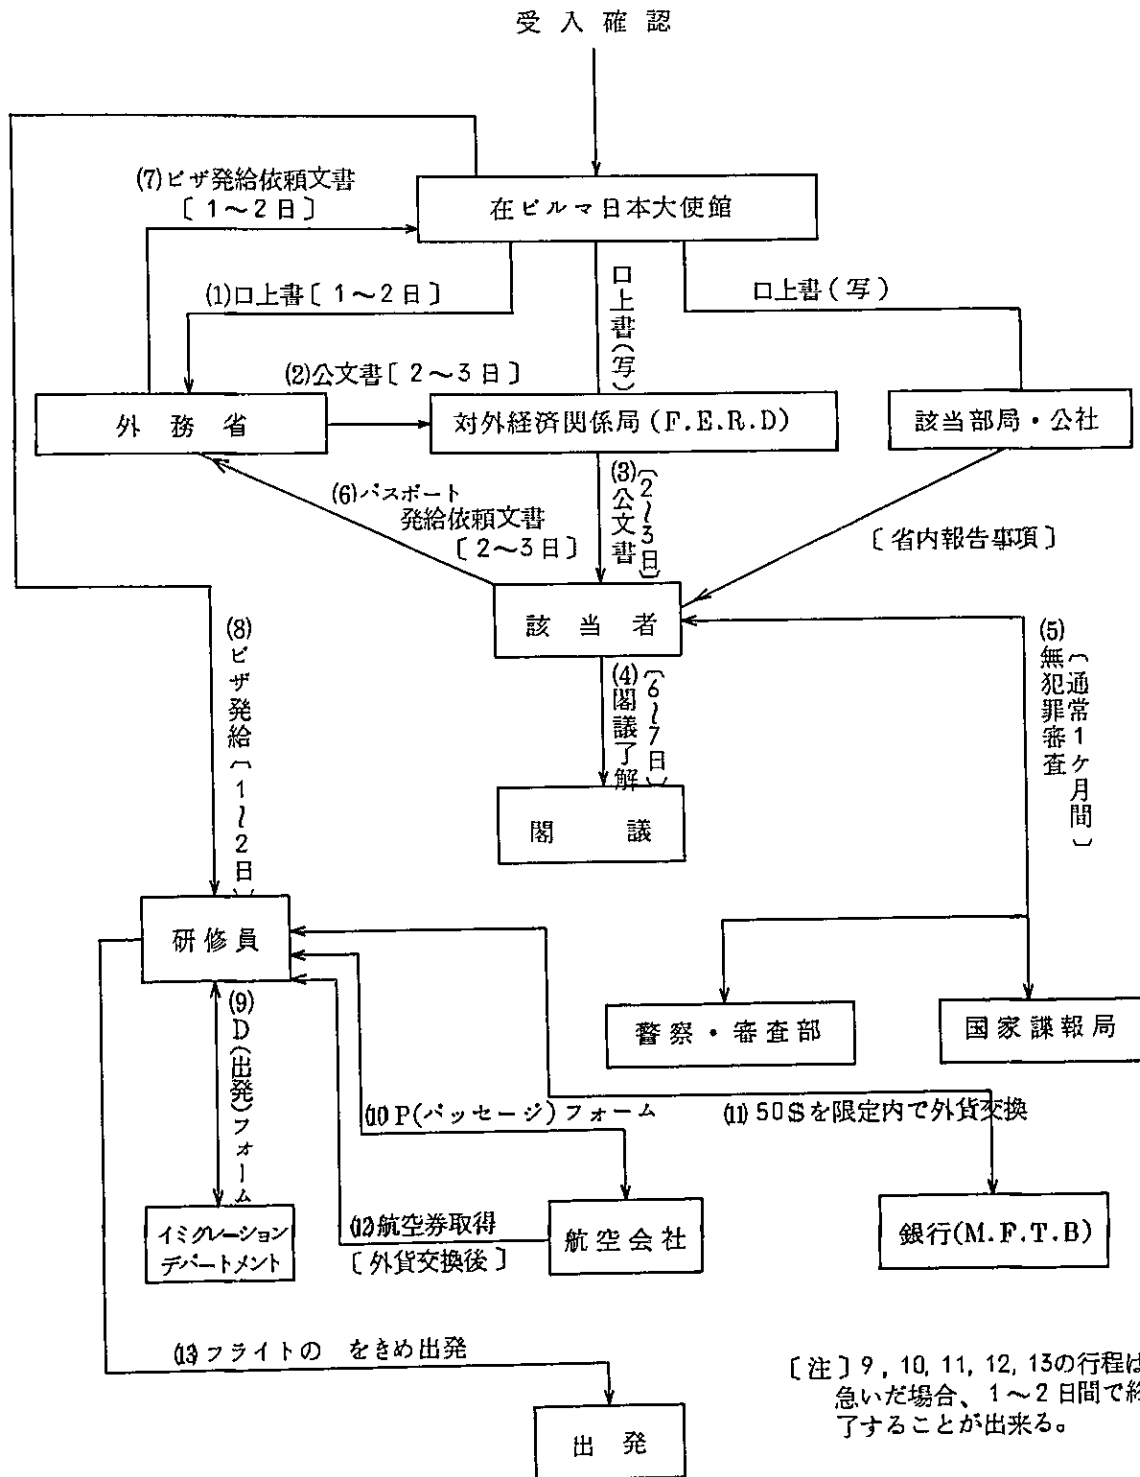 受入確認
(7)ビザ発給依頼文書
〔1〜2日〕
在ビルマ日本大使館
(1)口上書〔1〜2日〕
口上書(写)
口上書(写)
(2)公文書〔2〜3日〕
外務省
対外経済関係局(F.E.R.D)
該当部局・公社
(6)パスポート
発給依頼文書
〔2〜3日〕
(3)公文書
〔2〜3日〕
〔省内報告事項〕
該当者
(8)ビザ発給〔1〜2日〕
(4)閣議了解
〔6〜7日〕
(5)無犯罪審査
〔通常1ケ月間〕
閣議
研修員
警察・審査部
国家諜報局
(9)D(出発)フォーム
(10)P(パッセージ)フォーム
(11)50$を限定内で外貨交換
イミグレーション
デパートメント
(12)航空券取得
〔外貨交換後〕
航空会社
銀行(M.F.T.B)
(13)フライトの をきめ出発
〔注〕9,10,11,12,13の行程は
急いだ場合、1〜2日間で終
了することが出来る。
出発